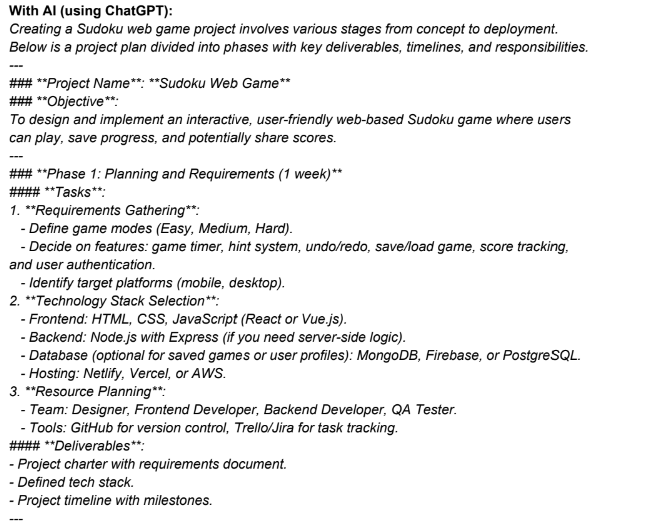 With AI (using ChatGPT):
Creating a Sudoku web game project involves various stages from concept to deployment.
Below is a project plan divided into phases with key deliverables, timelines, and responsibilities.
---
### **Project Name**: **Sudoku Web Game**
### **Objective**:
To design and implement an interactive, user-friendly web-based Sudoku game where users
can play, save progress, and potentially share scores.
---
### **Phase 1: Planning and Requirements (1 week)**
#### **Tasks**:
1. **Requirements Gathering**:
- Define game modes (Easy, Medium, Hard).
- Decide on features: game timer, hint system, undo/redo, save/load game, score tracking,
and user authentication.
- Identify target platforms (mobile, desktop).
2. **Technology Stack Selection**:
- Frontend: HTML, CSS, JavaScript (React or Vue.js).
- Backend: Node.js with Express (if you need server-side logic).
- Database (optional for saved games or user profiles): MongoDB, Firebase, or PostgreSQL.
- Hosting: Netlify, Vercel, or AWS.
3. **Resource Planning**:
- Team: Designer, Frontend Developer, Backend Developer, QA Tester.
- Tools: GitHub for version control, Trello/Jira for task tracking.
#### **Deliverables**:
- Project charter with requirements document.
- Defined tech stack.
- Project timeline with milestones.
---